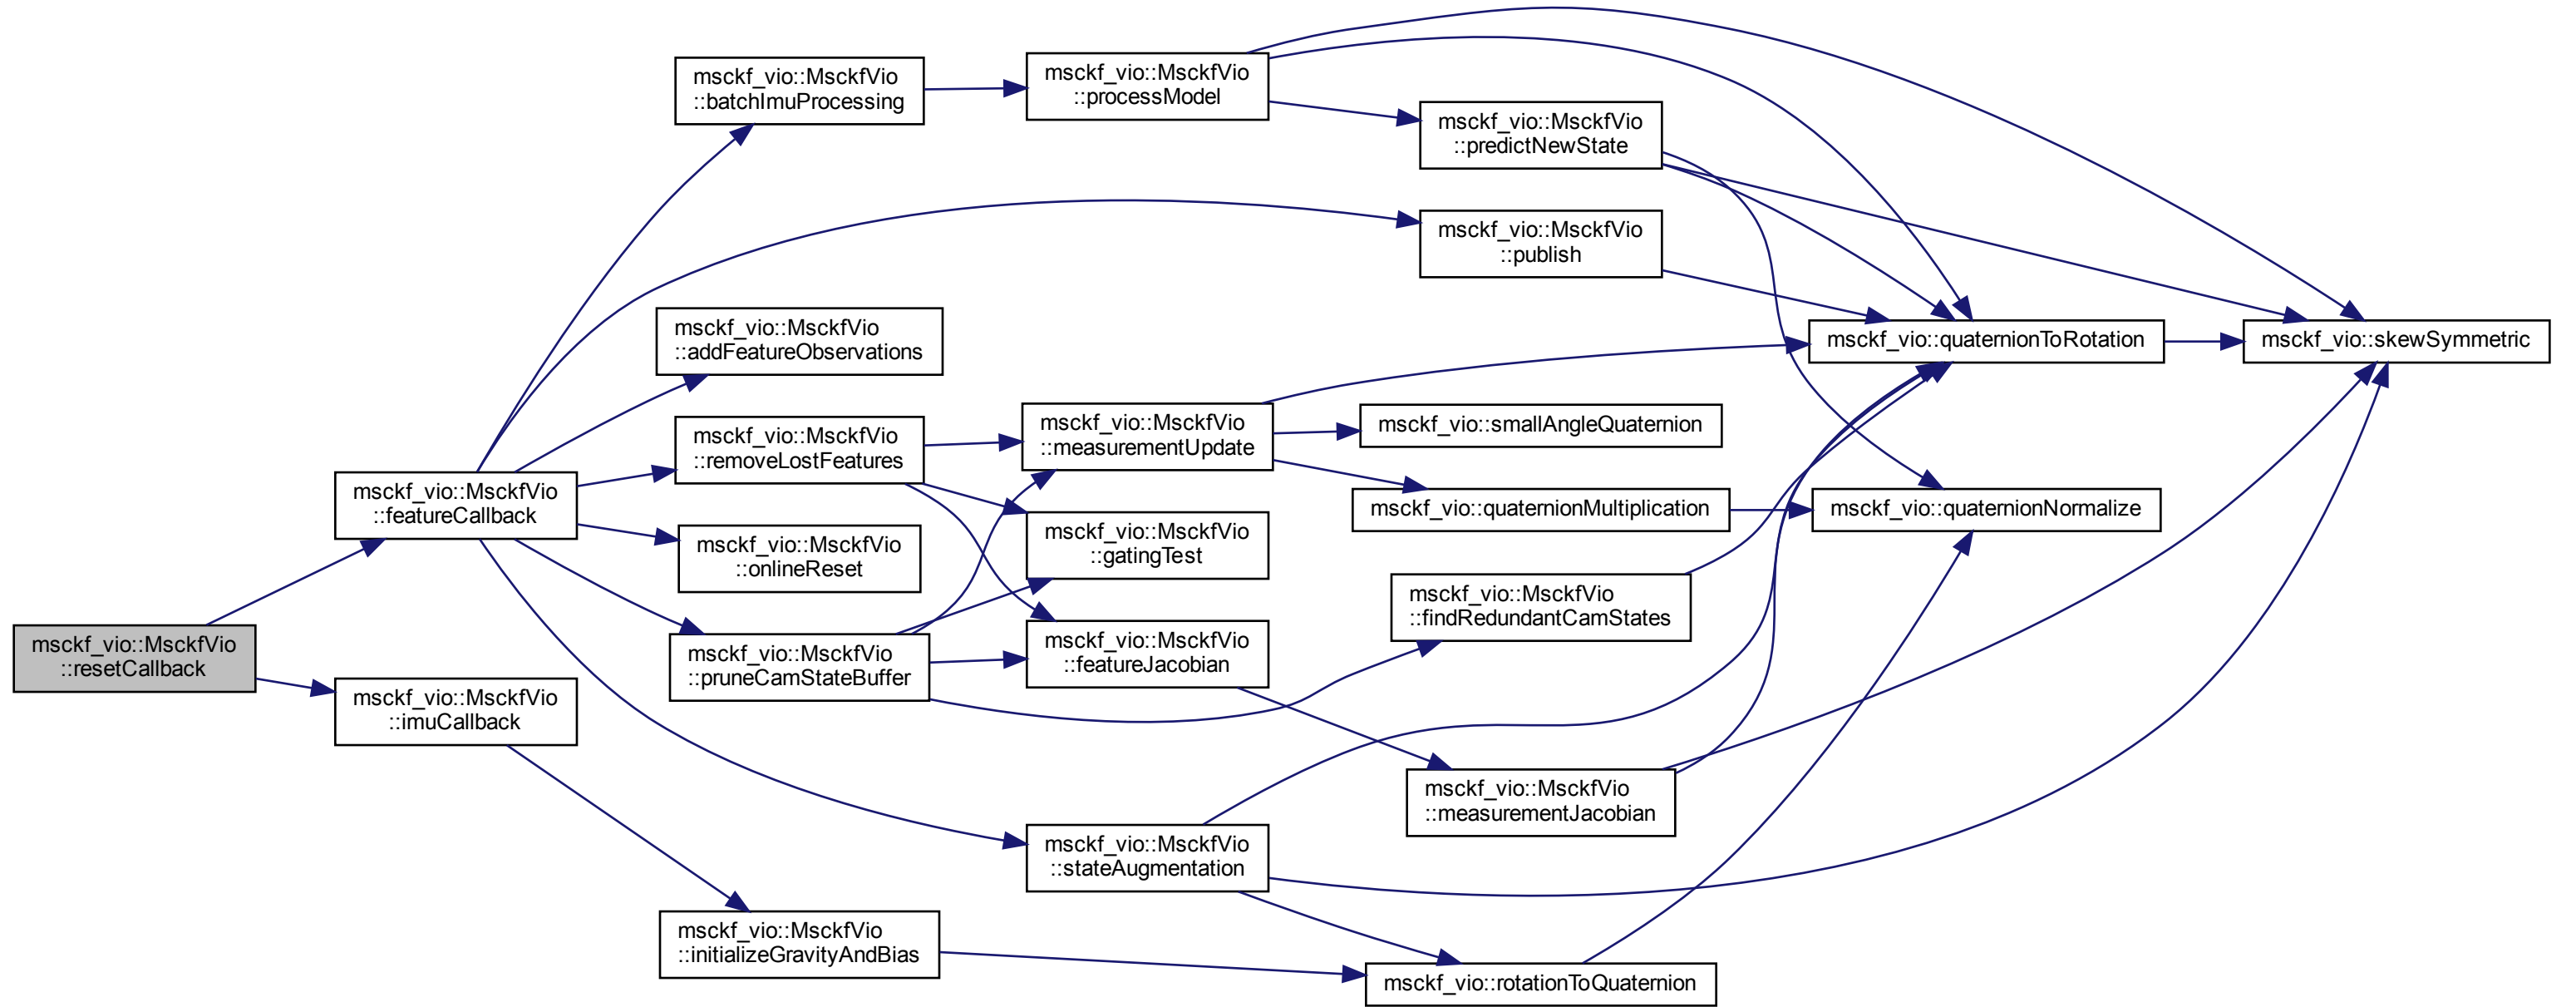 msckf_vio::MsckfVio
::resetCallback
msckf_vio::MsckfVio
::featureCallback
msckf_vio::MsckfVio
::imuCallback
msckf_vio::MsckfVio
::batchImuProcessing
msckf_vio::MsckfVio
::addFeatureObservations
msckf_vio::MsckfVio
::removeLostFeatures
msckf_vio::MsckfVio
::onlineReset
msckf_vio::MsckfVio
::pruneCamStateBuffer
msckf_vio::MsckfVio
::initializeGravityAndBias
msckf_vio::MsckfVio
::processModel
msckf_vio::MsckfVio
::measurementUpdate
msckf_vio::MsckfVio
::gatingTest
msckf_vio::MsckfVio
::featureJacobian
msckf_vio::MsckfVio
::stateAugmentation
msckf_vio::MsckfVio
::predictNewState
msckf_vio::MsckfVio
::publish
msckf_vio::smallAngleQuaternion
msckf_vio::quaternionMultiplication
msckf_vio::MsckfVio
::findRedundantCamStates
msckf_vio::MsckfVio
::measurementJacobian
msckf_vio::rotationToQuaternion
msckf_vio::quaternionToRotation
msckf_vio::quaternionNormalize
msckf_vio::skewSymmetric